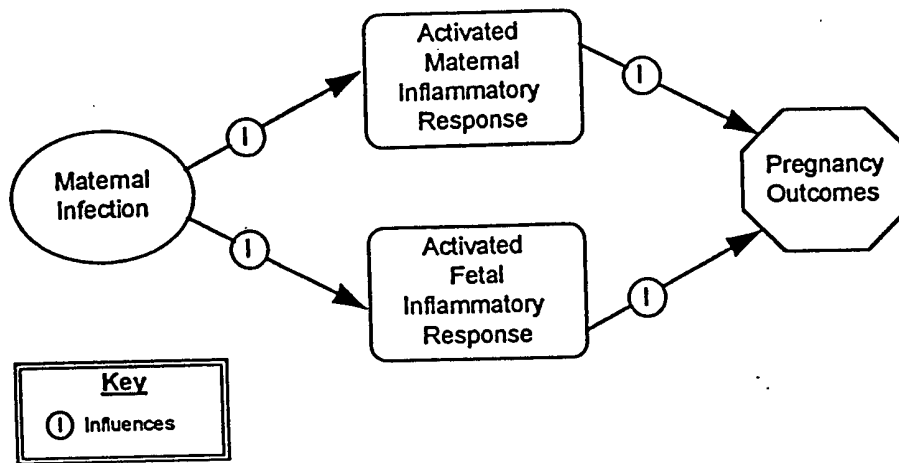 Activated
Maternal
Inflammatory
Response
I
I
Maternal
Infection
Pregnancy
Outcomes
I
I
Activated
Fetal
Inflammatory
Response
Key
I Influences